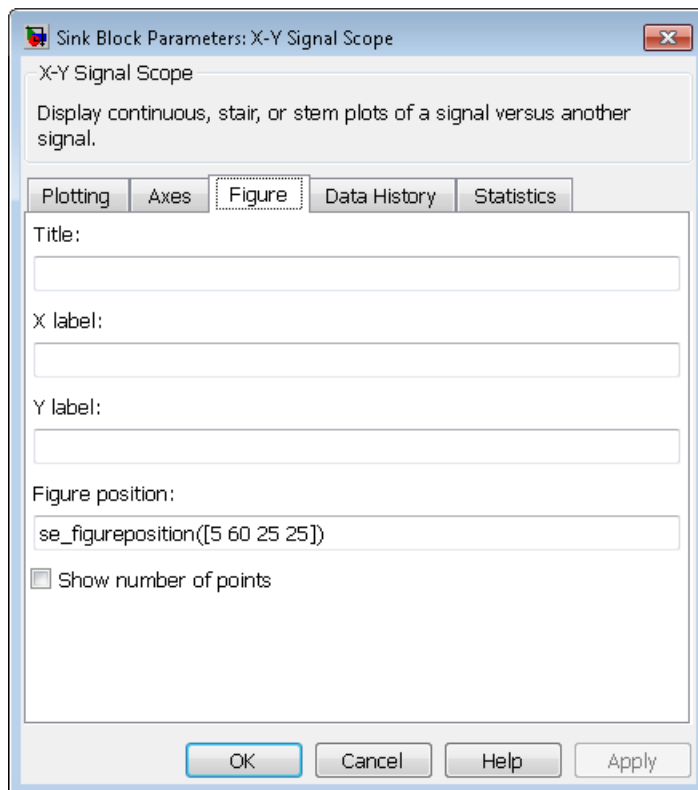 Sink Block Parameters: X-Y Signal Scope
X-Y Signal Scope
Display continuous, stair, or stem plots of a signal versus another
signal.
Plotting Axes Figure Data History Statistics
Title:
X label:
Y label:
Figure position:
se_figureposition([5 60 25 25])
Show number of points
OK Cancel Help Apply